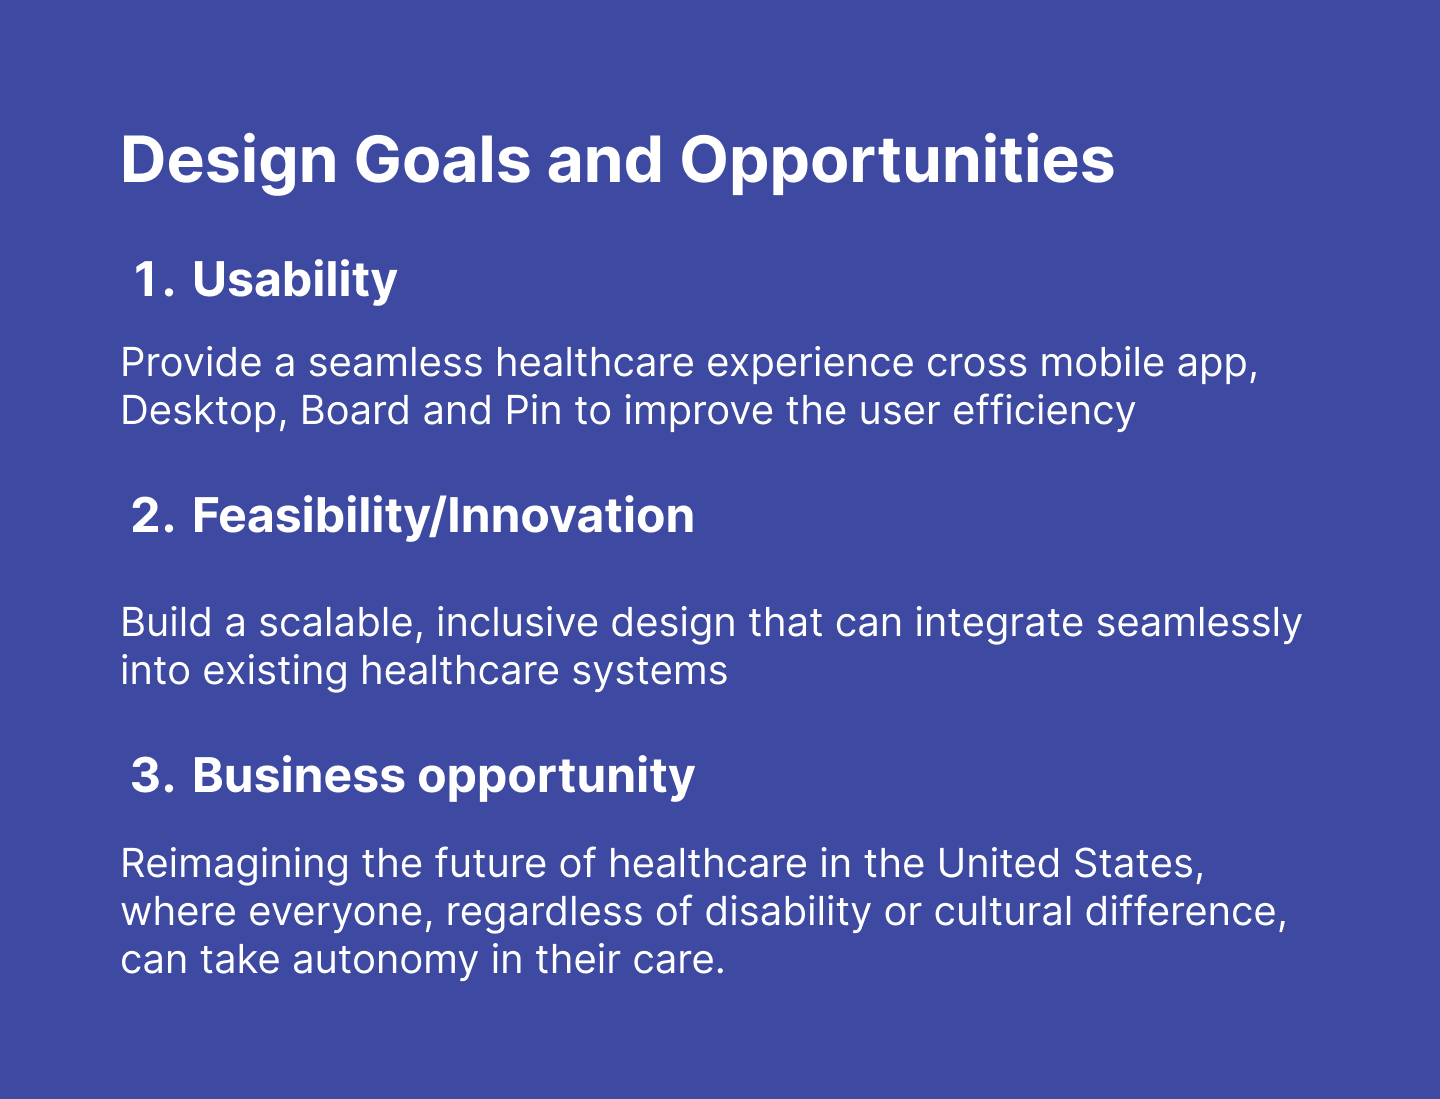 Design Goals and Opportunities
1. Usability
Provide a seamless healthcare experience cross mobile app,
Desktop, Board and Pin to improve the user efficiency
2. Feasibility/Innovation
Build a scalable, inclusive design that can integrate seamlessly
into existing healthcare systems
3. Business opportunity
Reimagining the future of healthcare in the United States,
where everyone, regardless of disability or cultural difference,
can take autonomy in their care.